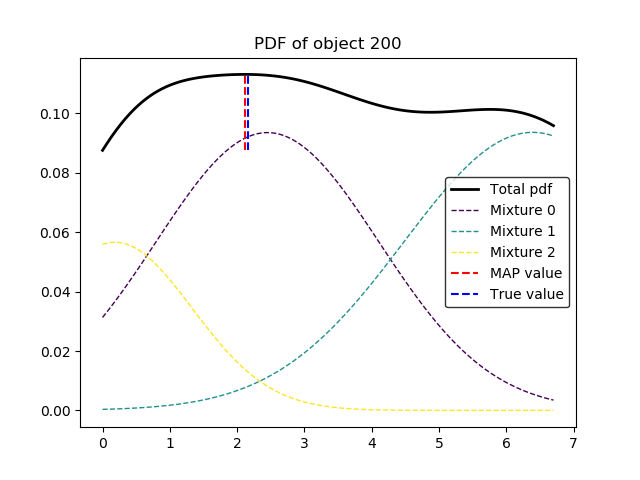 PDF of object 200
0.10
0.08
0.06
0.04
0.02
0.00
Total pdf
Mixture 0
Mixture 1
Mixture 2
MAP value
True value
0 1 2 3 4 5 6 7